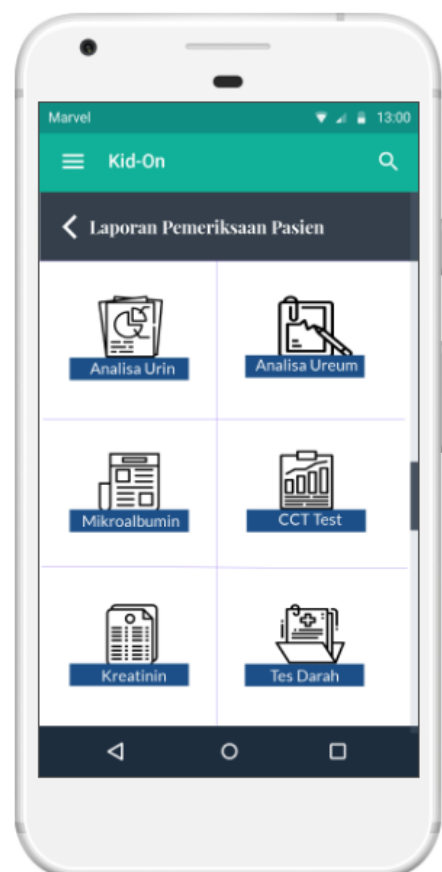 Marvel 13:00
Kid-On
Laporan Pemeriksaan Pasien
Analisa Urin
Analisa Ureum
Mikroalbumin
CCT Test
Kreatinin
Tes Darah